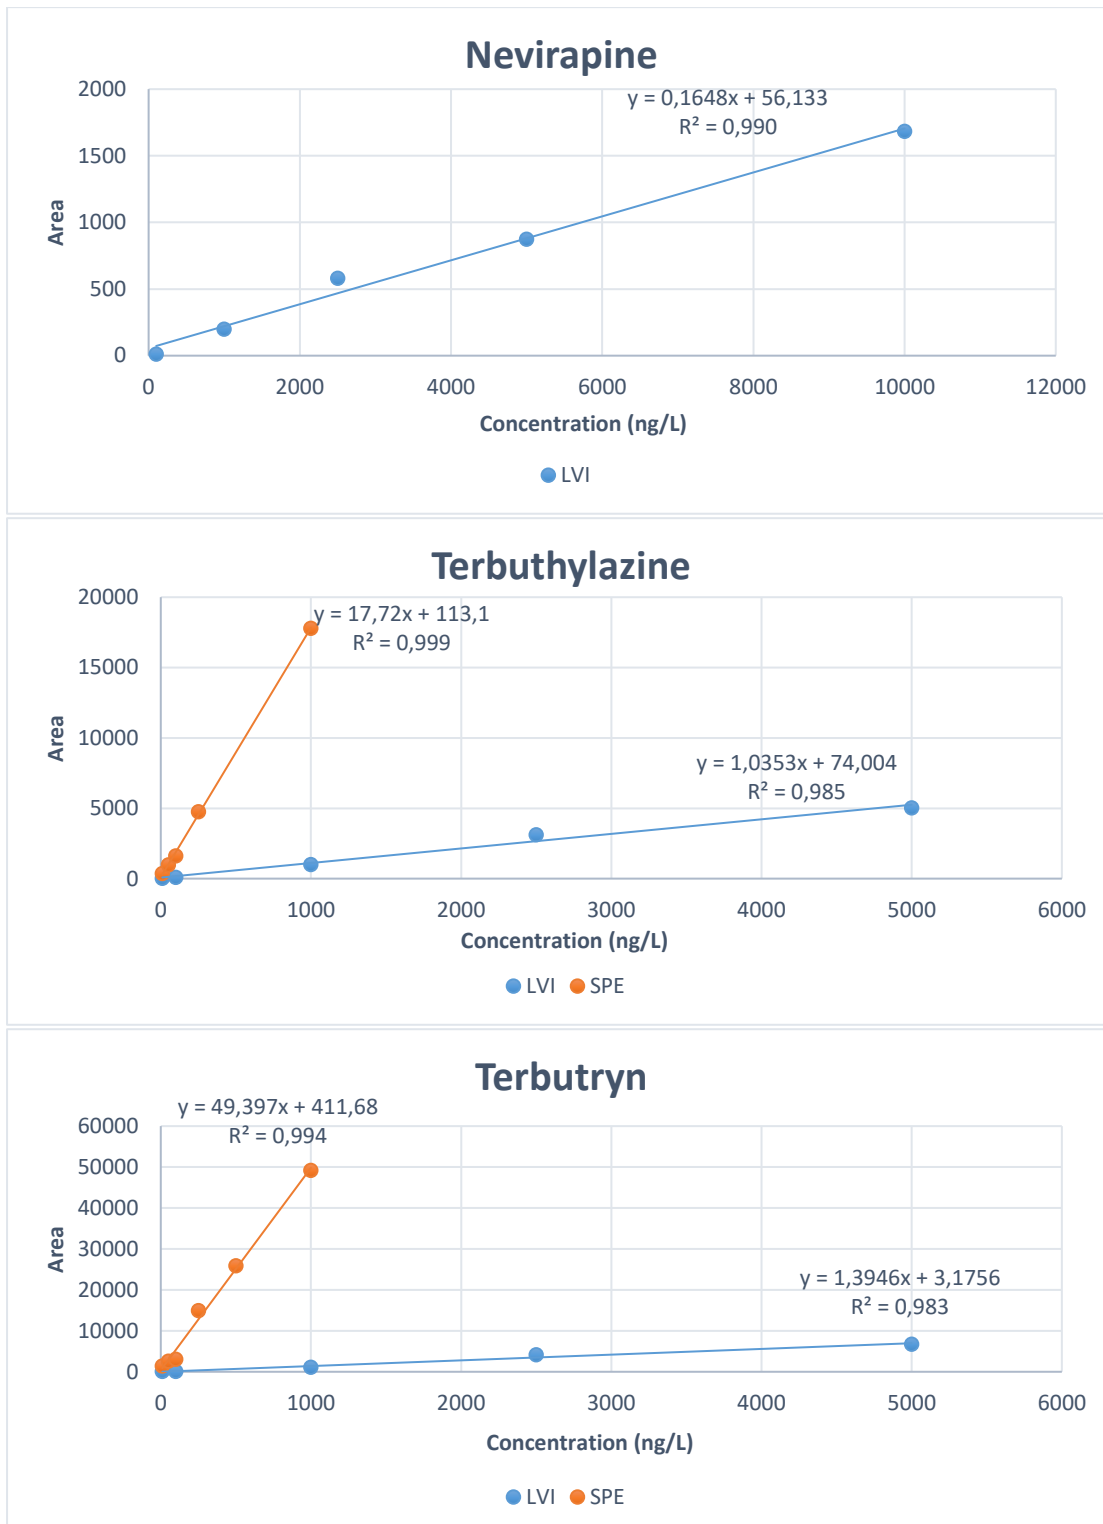 Nevirapine
y = 0,1648x + 56,133
R² = 0,990
2000
1500
1000
500
0
Area
0 2000 4000 6000 8000 10000 12000
Concentration (ng/L)
LVI
Terbuthylazine
y = 17,72x + 113,1
R² = 0,999
y = 1,0353x + 74,004
R² = 0,985
20000
15000
10000
5000
0
Area
0 1000 2000 3000 4000 5000 6000
Concentration (ng/L)
LVI SPE
Terbutryn
y = 49,397x + 411,68
R² = 0,994
y = 1,3946x + 3,1756
R² = 0,983
60000
50000
40000
30000
20000
10000
0
Area
0 1000 2000 3000 4000 5000 6000
Concentration (ng/L)
LVI SPE